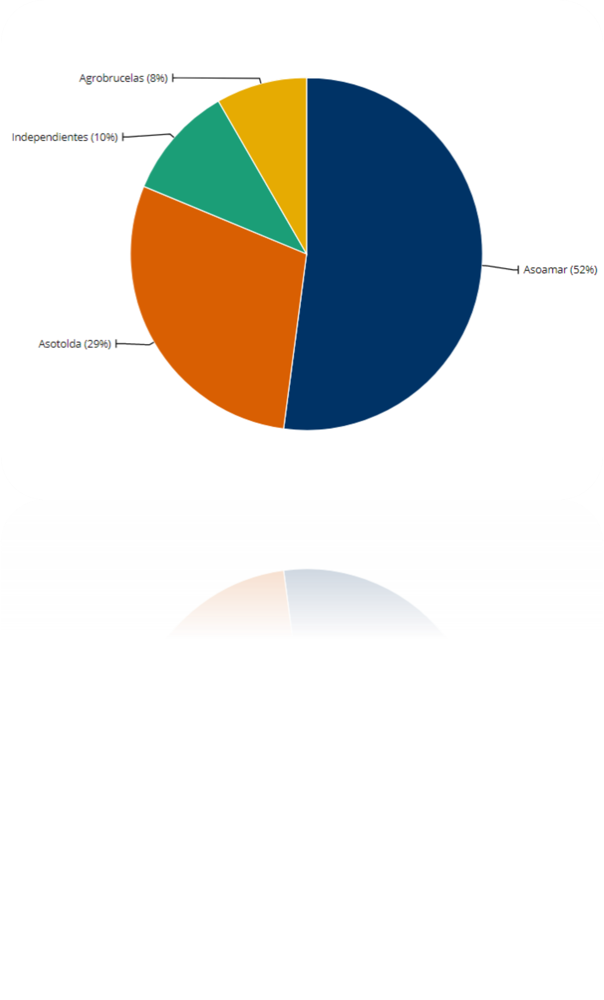 Agrobrucelas (8%)
Independientes (10%)
Asoamar (52%)
Asotolda (29%)